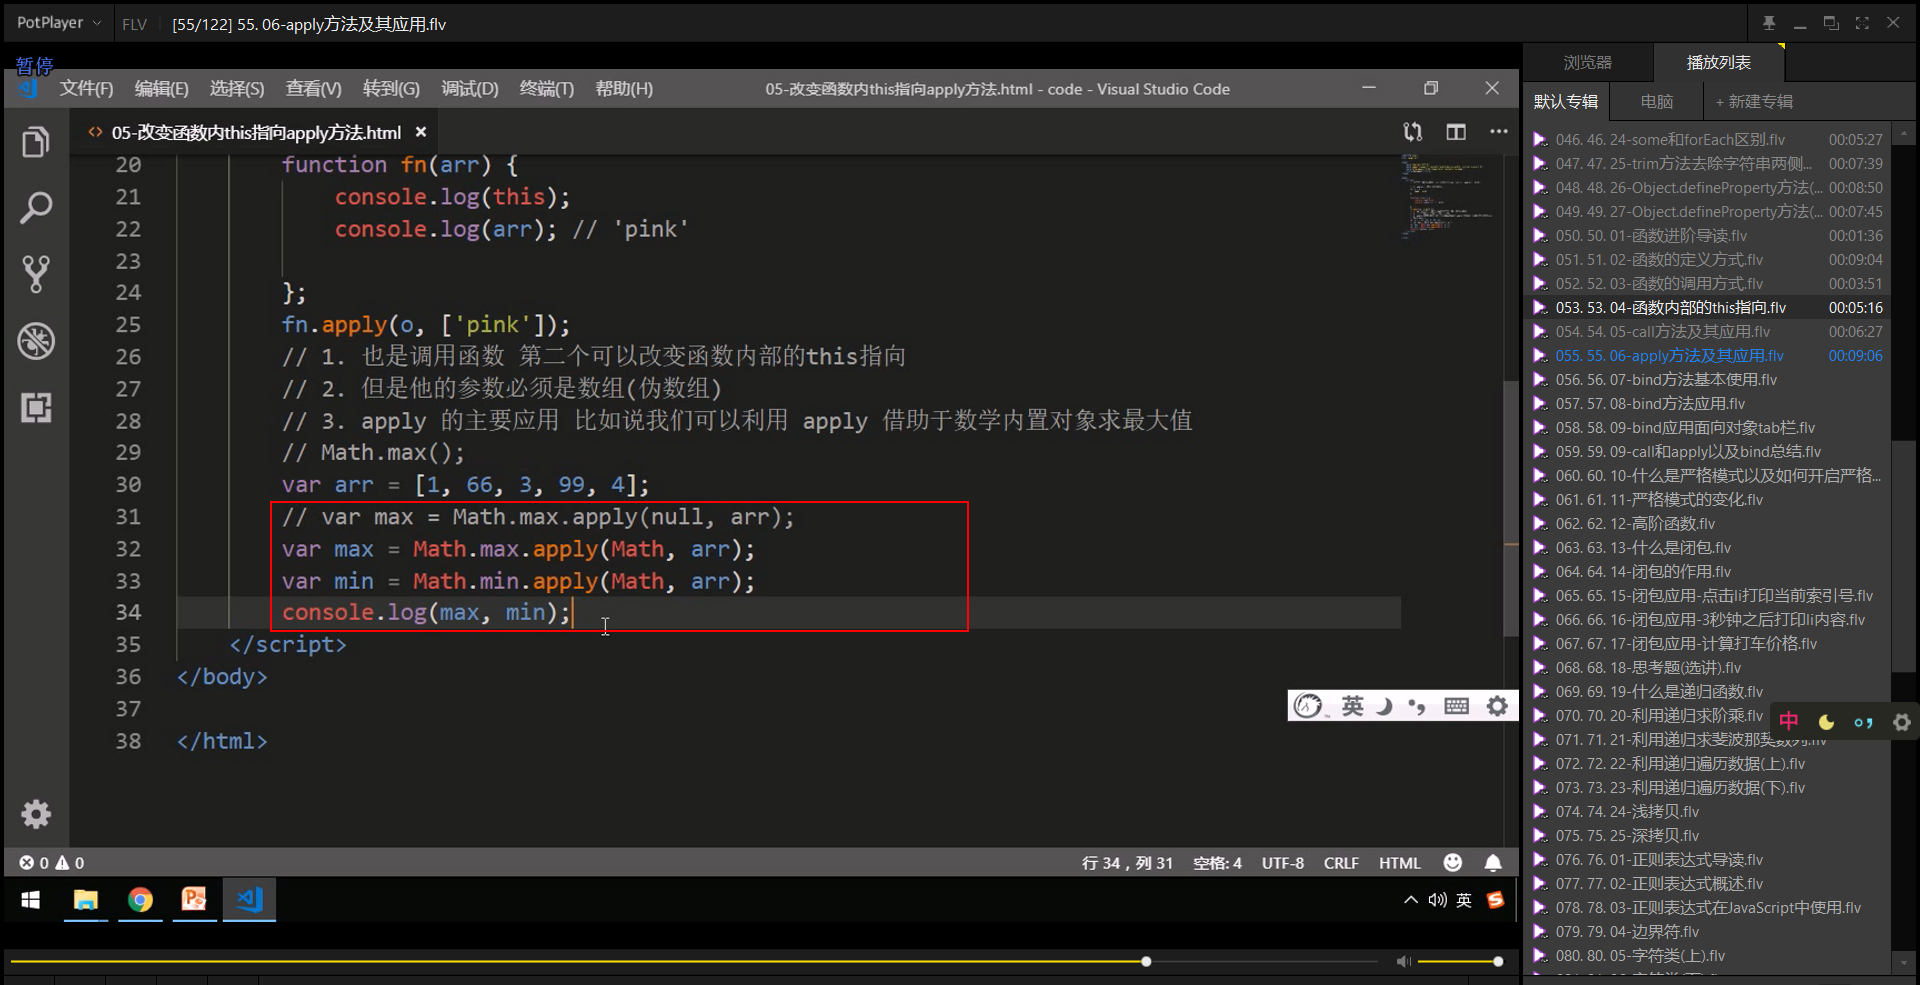 PotPlayer
FLV
[55/122] 55. 06-apply方法及其应用.flv
暂停
文件(F) 编辑(E) 选择(S) 查看(V) 转到(G) 调试(D) 终端(T) 帮助(H)
05-改变函数内this指向apply方法.html - code - Visual Studio Code
05-改变函数内this指向apply方法.html
20 function fn(arr) {
21 console.log(this);
22 console.log(arr); // 'pink'
23
24 };
25 fn.apply(o, ['pink']);
26 // 1. 也是调用函数 第二个可以改变函数内部的this指向
27 // 2. 但是他的参数必须是数组(伪数组)
28 // 3. apply 的主要应用 比如说我们可以利用 apply 借助于数学内置对象求最大值
29 // Math.max();
30 var arr = [1, 66, 3, 99, 4];
31 // var max = Math.max.apply(null, arr);
32 var max = Math.max.apply(Math, arr);
33 var min = Math.min.apply(Math, arr);
34 console.log(max, min);
35 </script>
36 </body>
37
38 </html>
英
0 0
行 34，列 31 空格: 4 UTF-8 CRLF HTML
英
浏览器 播放列表
默认专辑 电脑 + 新建专辑
046. 46. 24-some和forEach区别.flv 00:05:27
047. 47. 25-trim方法去除字符串两侧... 00:07:39
048. 48. 26-Object.defineProperty方法(... 00:08:50
049. 49. 27-Object.defineProperty方法(... 00:07:45
050. 50. 01-函数进阶导读.flv 00:01:36
051. 51. 02-函数的定义方式.flv 00:09:04
052. 52. 03-函数的调用方式.flv 00:03:51
053. 53. 04-函数内部的this指向.flv 00:05:16
054. 54. 05-call方法及其应用.flv 00:06:27
055. 55. 06-apply方法及其应用.flv 00:09:06
056. 56. 07-bind方法基本使用.flv
057. 57. 08-bind方法应用.flv
058. 58. 09-bind应用面向对象tab栏.flv
059. 59. 09-call和apply以及bind总结.flv
060. 60. 10-什么是严格模式以及如何开启严格...
061. 61. 11-严格模式的变化.flv
062. 62. 12-高阶函数.flv
063. 63. 13-什么是闭包.flv
064. 64. 14-闭包的作用.flv
065. 65. 15-闭包应用-点击li打印当前索引号.flv
066. 66. 16-闭包应用-3秒钟之后打印li内容.flv
067. 67. 17-闭包应用-计算打车价格.flv
068. 68. 18-思考题(选讲).flv
069. 69. 19-什么是递归函数.flv
070. 70. 20-利用递归求阶乘.flv
中
071. 71. 21-利用递归求斐波那契数列.flv
072. 72. 22-利用递归遍历数据(上).flv
073. 73. 23-利用递归遍历数据(下).flv
074. 74. 24-浅拷贝.flv
075. 75. 25-深拷贝.flv
076. 76. 01-正则表达式导读.flv
077. 77. 02-正则表达式概述.flv
078. 78. 03-正则表达式在JavaScript中使用.flv
079. 79. 04-边界符.flv
080. 80. 05-字符类(上).flv